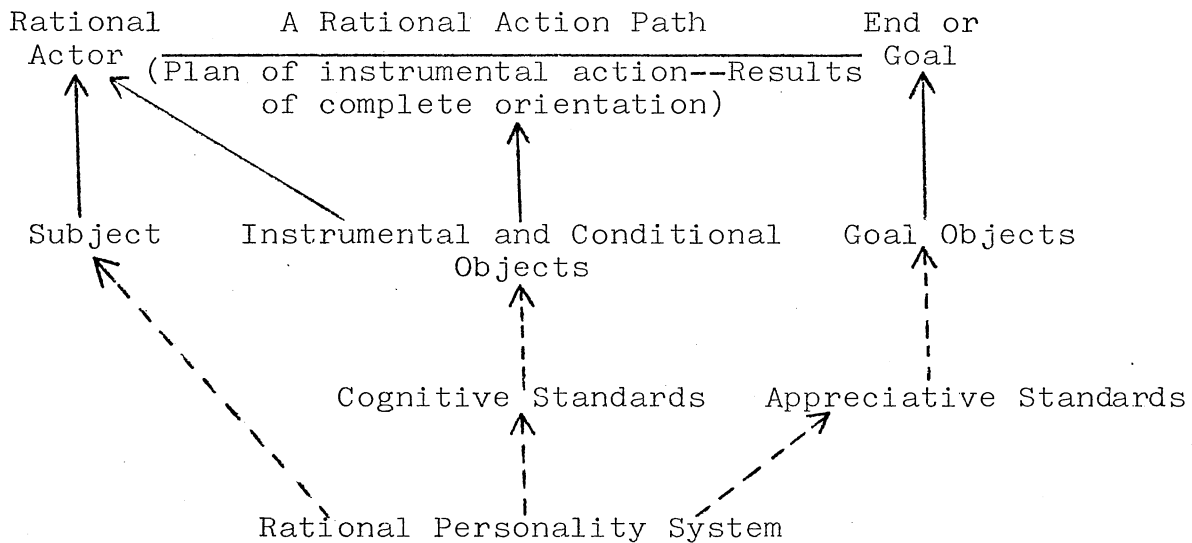 Rational A Rational Action Path End or
Actor Goal
(Plan of instrumental action--Results
of complete orientation)
Subject Instrumental and Conditional Goal Objects
Objects
Cognitive Standards Appreciative Standards
Rational Personality System